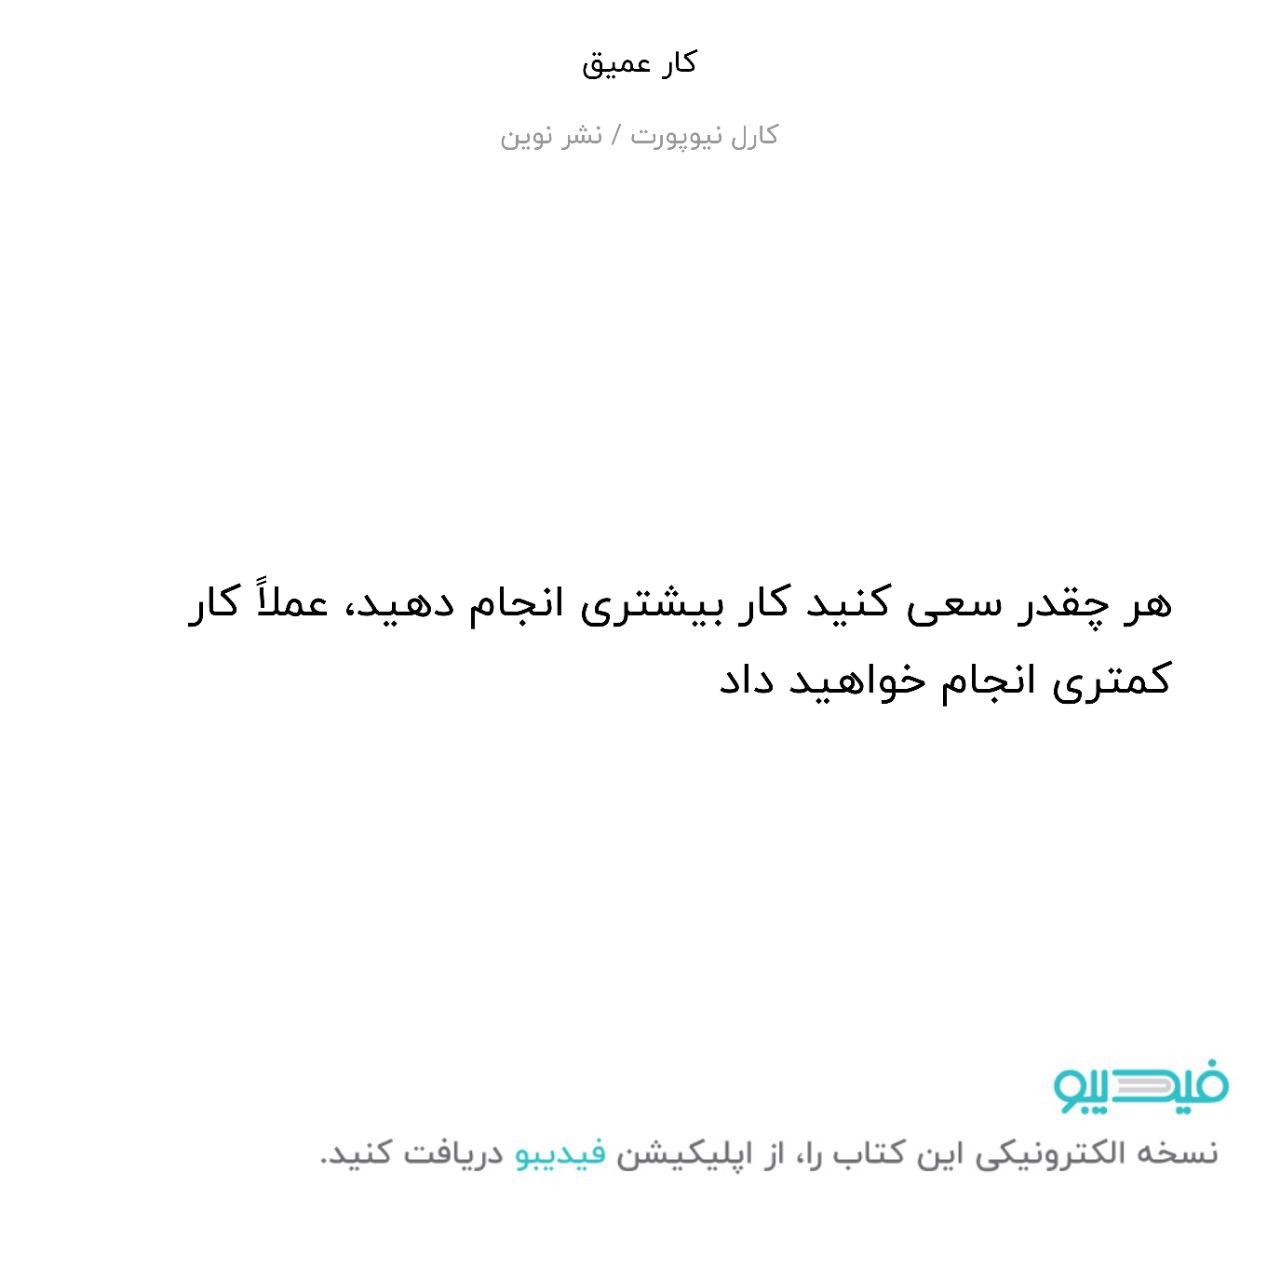 کار عمیق
کارل نیوپورت / نشر نوین
هر چقدر سعی کنید کار بیشتری انجام دهید، عملاً کار
کمتری انجام خواهید داد
فیدیبو
نسخه الکترونیکی این کتاب را، از اپلیکیشن فیدیبو دریافت کنید.